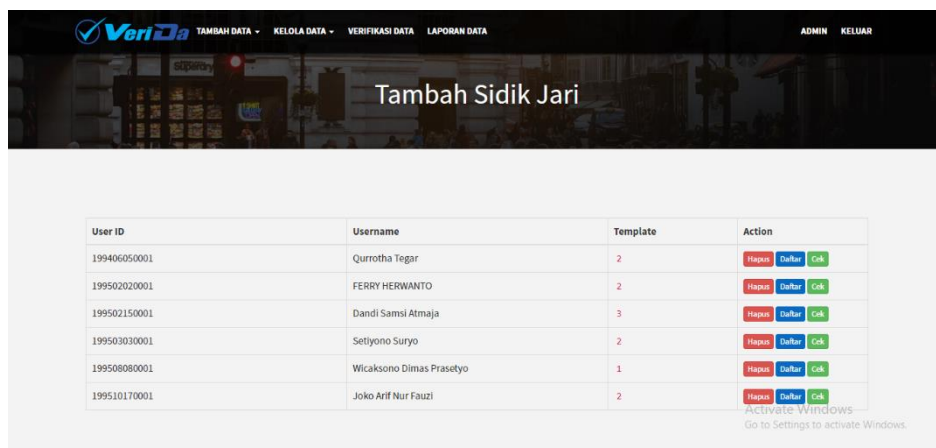 VeriDa TAMBAH DATA KELOLA DATA VERIFIKASI DATA LAPORAN DATA ADMIN KELUAR
Superdry
Tambah Sidik Jari
User ID Username Template Action
199406050001 Qurrotha Tegar 2 Hapus Daftar Cek
199502020001 FERRY HERWANTO 2 Hapus Daftar Cek
199502150001 Dandi Samsi Atmaja 3 Hapus Daftar Cek
199503030001 Setiyono Suryo 2 Hapus Daftar Cek
199508080001 Wicaksono Dimas Prasetyo 1 Hapus Daftar Cek
199510170001 Joko Arif Nur Fauzi 2 Hapus Daftar Cek
Activate Windows
Go to Settings to activate Windows.